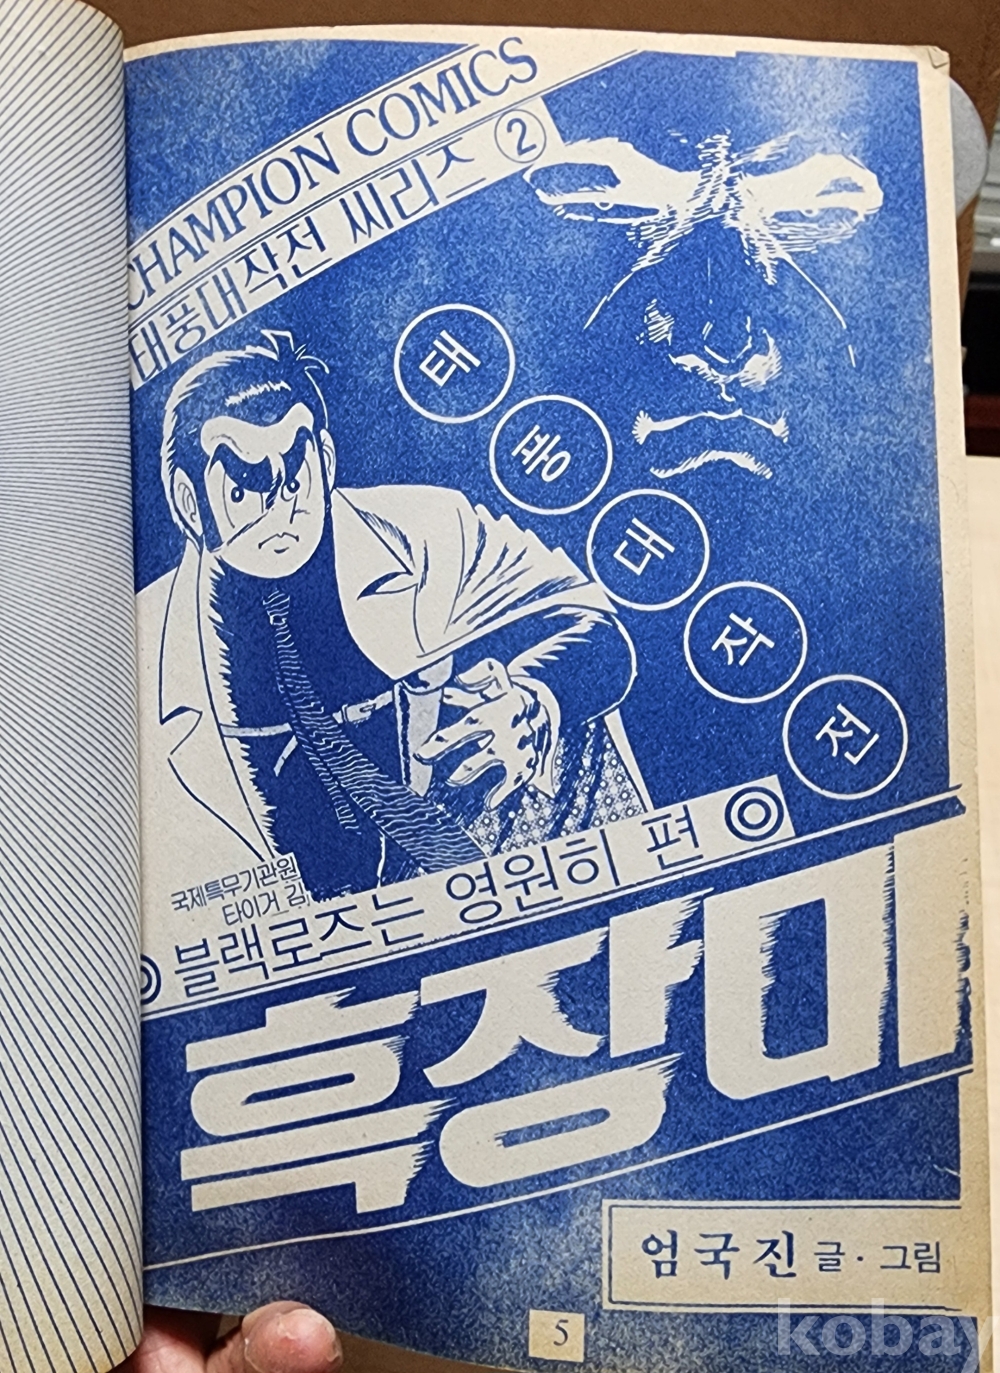 CHAMPION COMICS
태풍대작전 씨리즈 ②
태풍대작전
국제특무기관원
타이거 김
◎ 블랙로즈는 영원히 편 ◎
흑장미
엄국진 글·그림
5
kobay